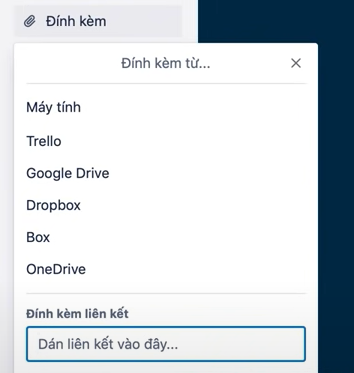 Đính kèm
Đính kèm từ...
Máy tính
Trello
Google Drive
Dropbox
Box
OneDrive
Đính kèm liên kết
Dán liên kết vào đây...